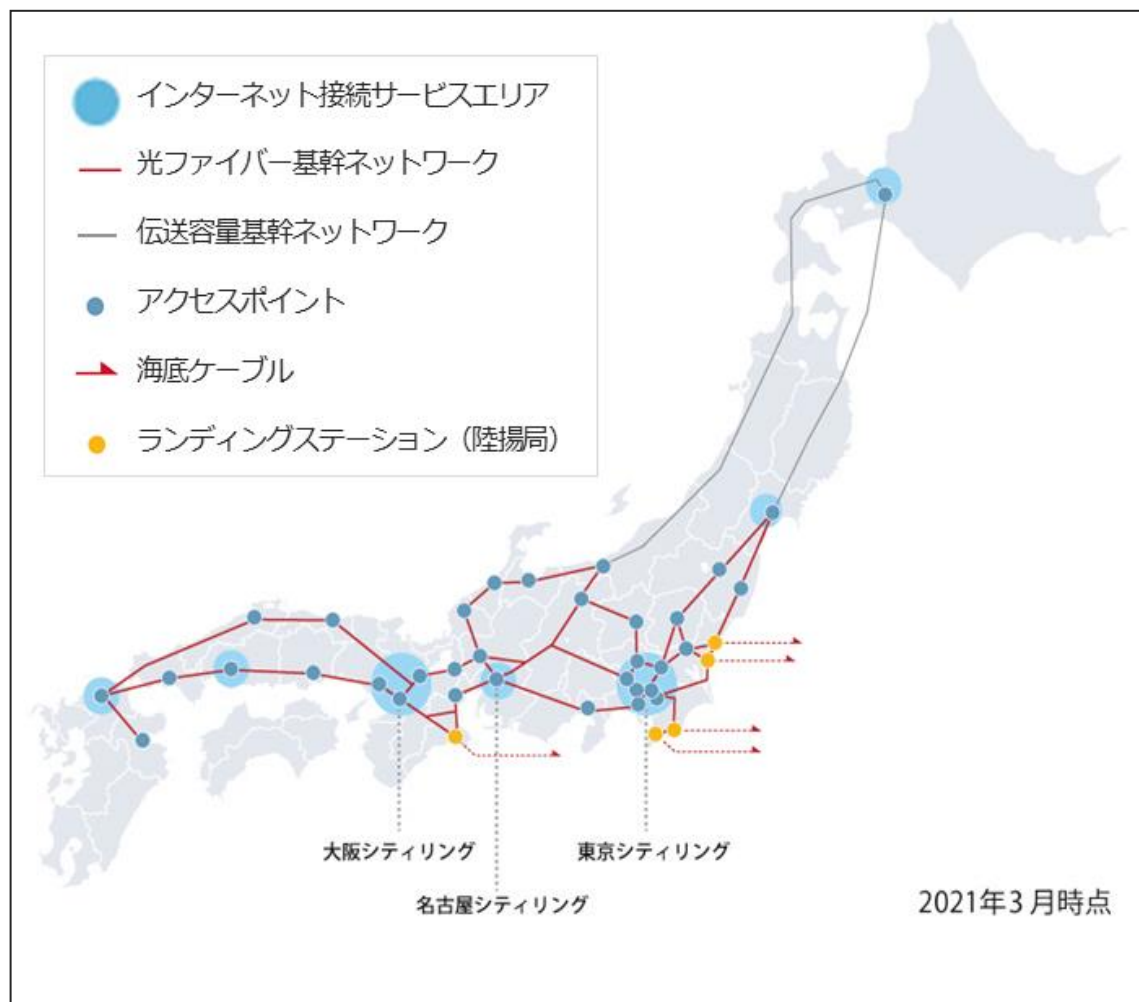 インターネット接続サービスエリア
光ファイバー基幹ネットワーク
伝送容量基幹ネットワーク
アクセスポイント
海底ケーブル
ランディングステーション（陸揚局）
大阪シティリング
東京シティリング
名古屋シティリング
2021年3月時点